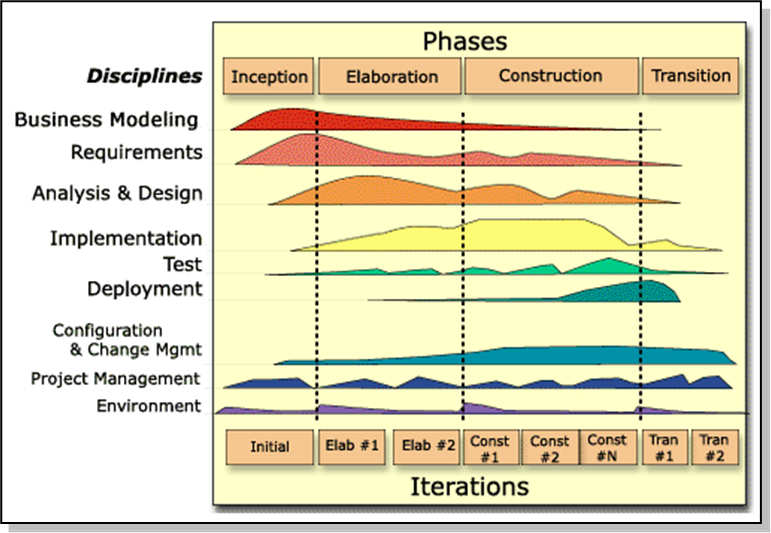 Phases
Disciplines
Inception
Elaboration
Construction
Transition
Business Modeling
Requirements
Analysis & Design
Implementation
Test
Deployment
Configuration
& Change Mgmt
Project Management
Environment
Initial
Elab #1
Elab #2
Const
#1
Const
#2
Const
#N
Tran
#1
Tran
#2
Iterations